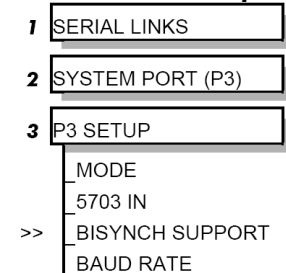 1 SERIAL LINKS
2 SYSTEM PORT (P3)
3 P3 SETUP
MODE
5703 IN
>> BISYNCH SUPPORT
BAUD RATE